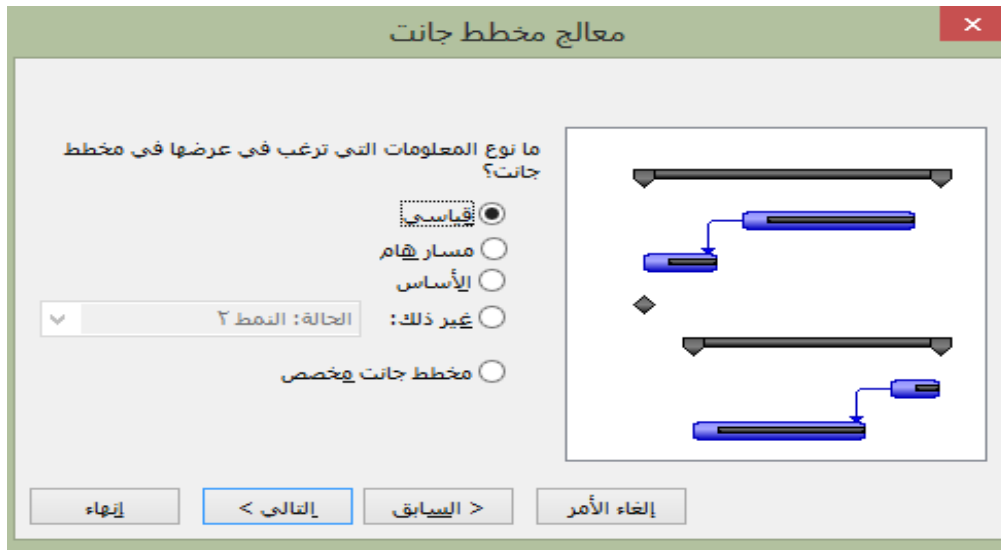 معالج مخطط جانت
ما نوع المعلومات التي ترغب في عرضها في مخطط
جانت؟
قياسي
مسار هام
الأساس
غير ذلك: الحالة: النمط ٢
مخطط جانت مخصص
إلغاء الأمر < السابق التالي > إنهاء